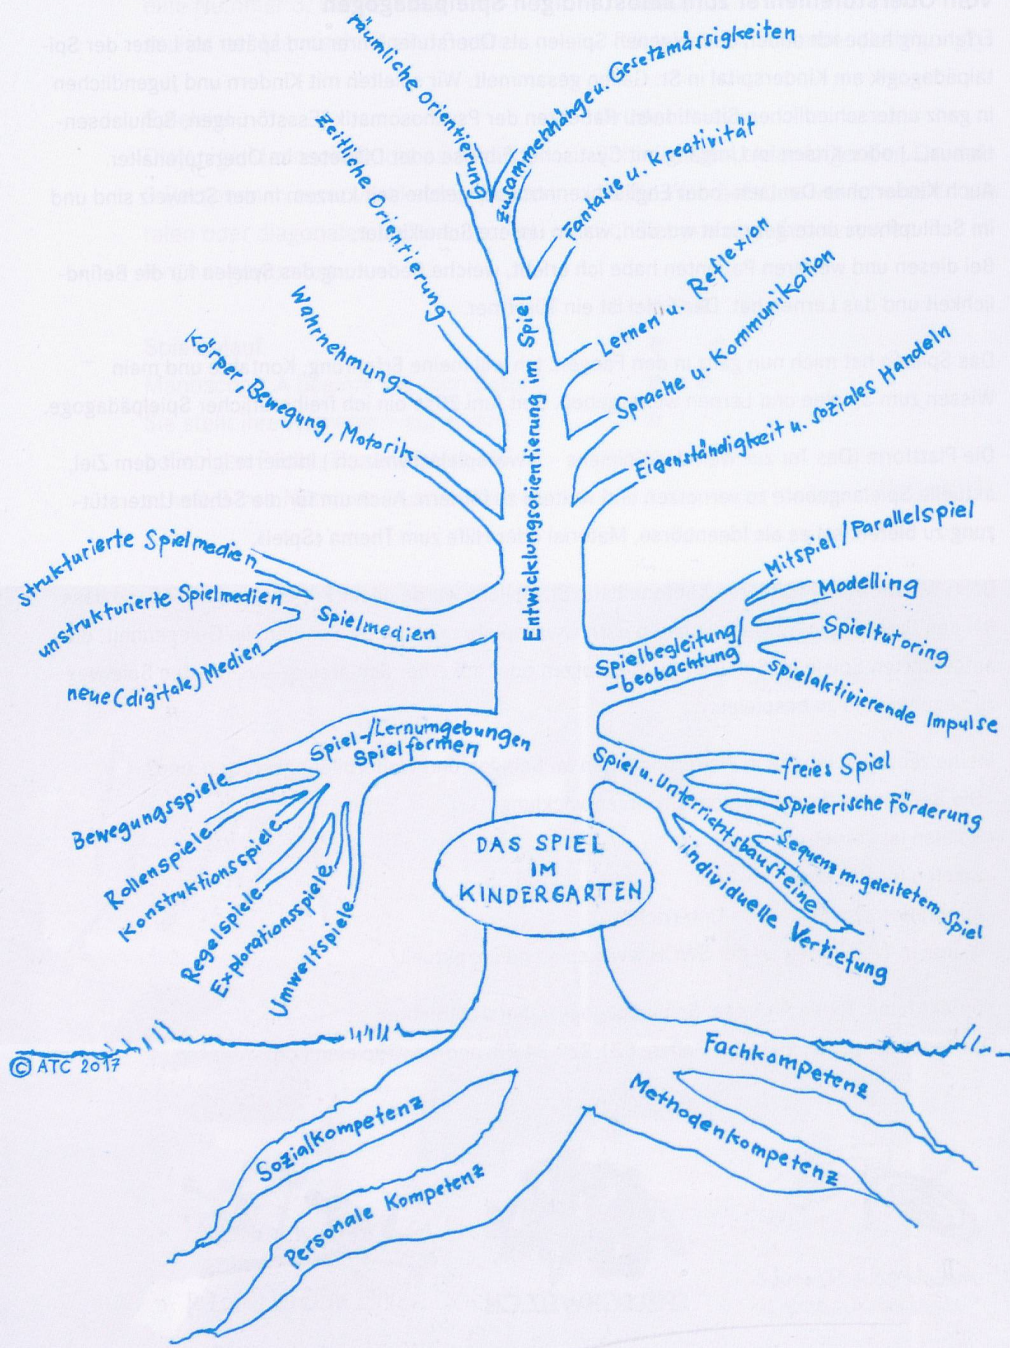 räumliche Orientierung
Zusammenhänge u. Gesetzmässigkeiten
zeitliche Orientierung
Fantasie u. Kreativität
Wahrnehmung
Lernen u. Reflexion
Körper, Bewegung, Motorik
Sprache u. Kommunikation
Eigenständigkeit u. soziales Handeln
Entwicklungsorientierung im Spiel
strukturierte Spielmedien
unstrukturierte Spielmedien
neue (digitale) Medien
Spielmedien
Spielbegleitung/
-beobachtung
Mitspiel / Parallelspiel
Modelling
Spieltutoring
spielaktivierende Impulse
Spiel-/Lernumgebungen
Spielformen
Bewegungsspiele
Rollenspiele
Konstruktionsspiele
Regelspiele
Explorationsspiele
Umweltspiele
Spiel u. Unterrichtsbausteine
freies Spiel
spielerische Förderung
Sequenz m. geleitetem Spiel
individuelle Vertiefung
DAS SPIEL
IM
KINDERGARTEN
© ATC 2017
Sozialkompetenz
Personale Kompetenz
Fachkompetenz
Methodenkompetenz